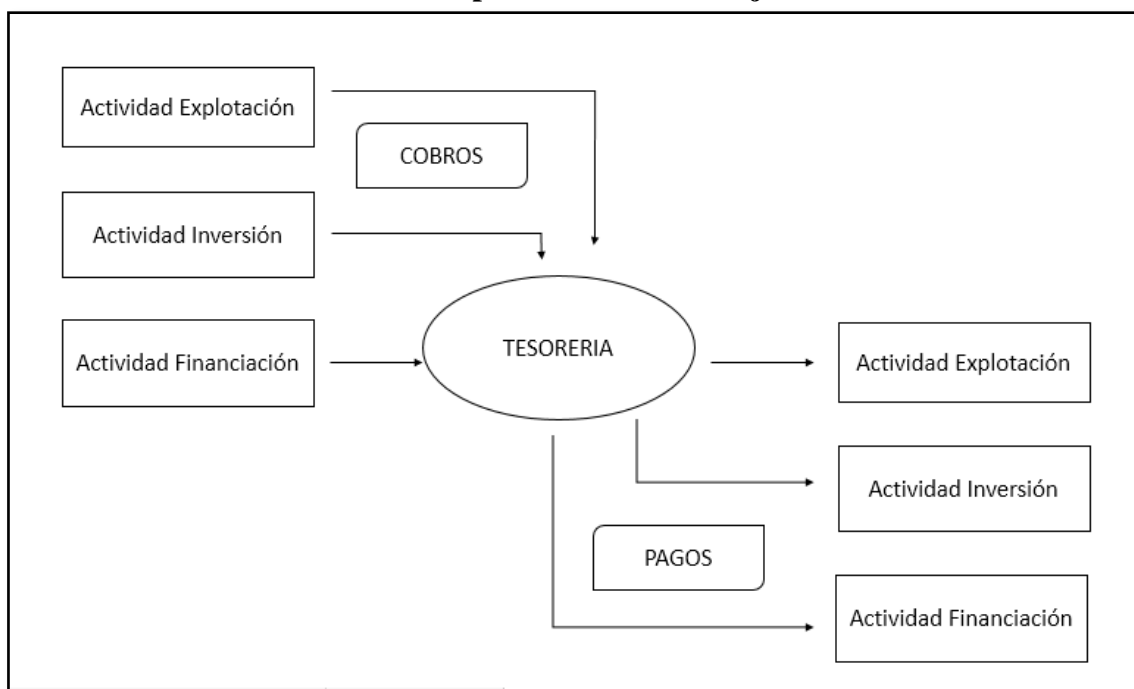 Actividad Explotación
COBROS
Actividad Inversión
Actividad Financiación
TESORERIA
Actividad Explotación
Actividad Inversión
PAGOS
Actividad Financiación